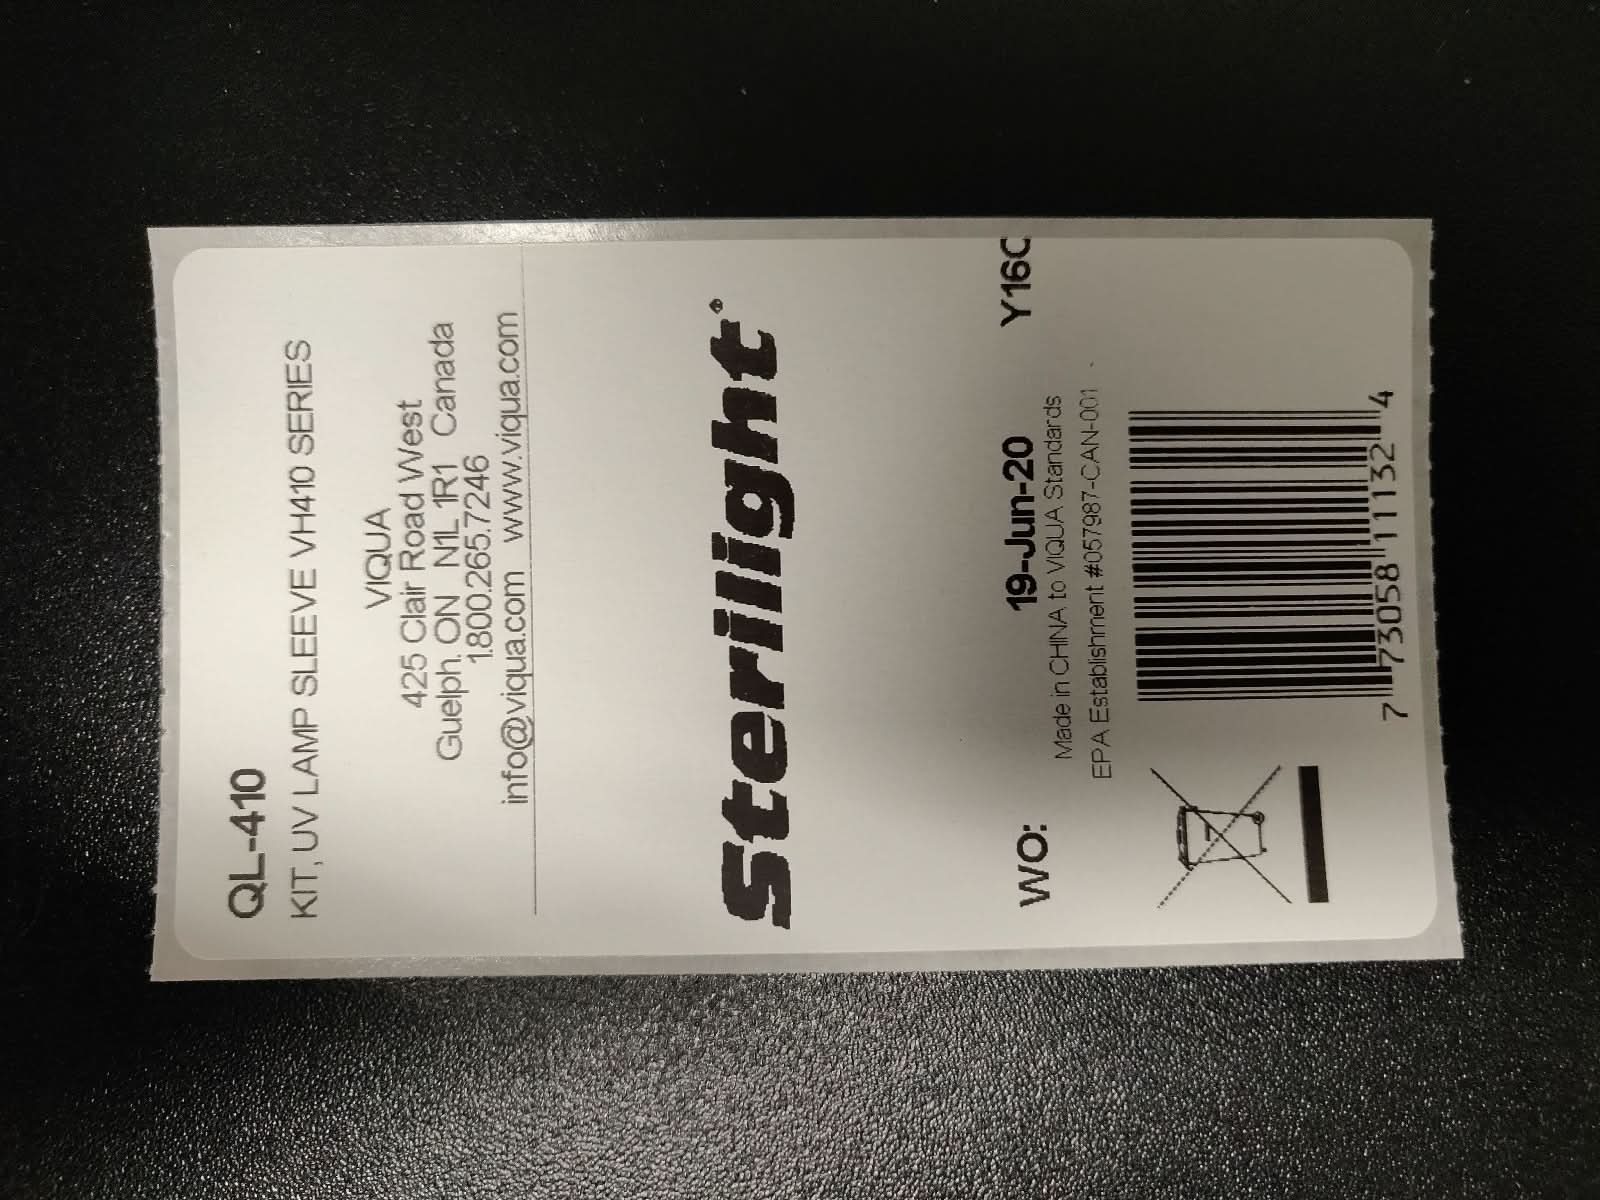 QL-410
KIT, UV LAMP SLEEVE VH410 SERIES
VIQUA
425 Clair Road West
Guelph, ON N1L 1R1 Canada
1.800.265.7246
info@viqua.com www.viqua.com
Sterilight®
WO: 19-Jun-20 Y16C
Made in CHINA to VIQUA Standards
EPA Establishment #057987-CAN-001
7 73058 11132 4